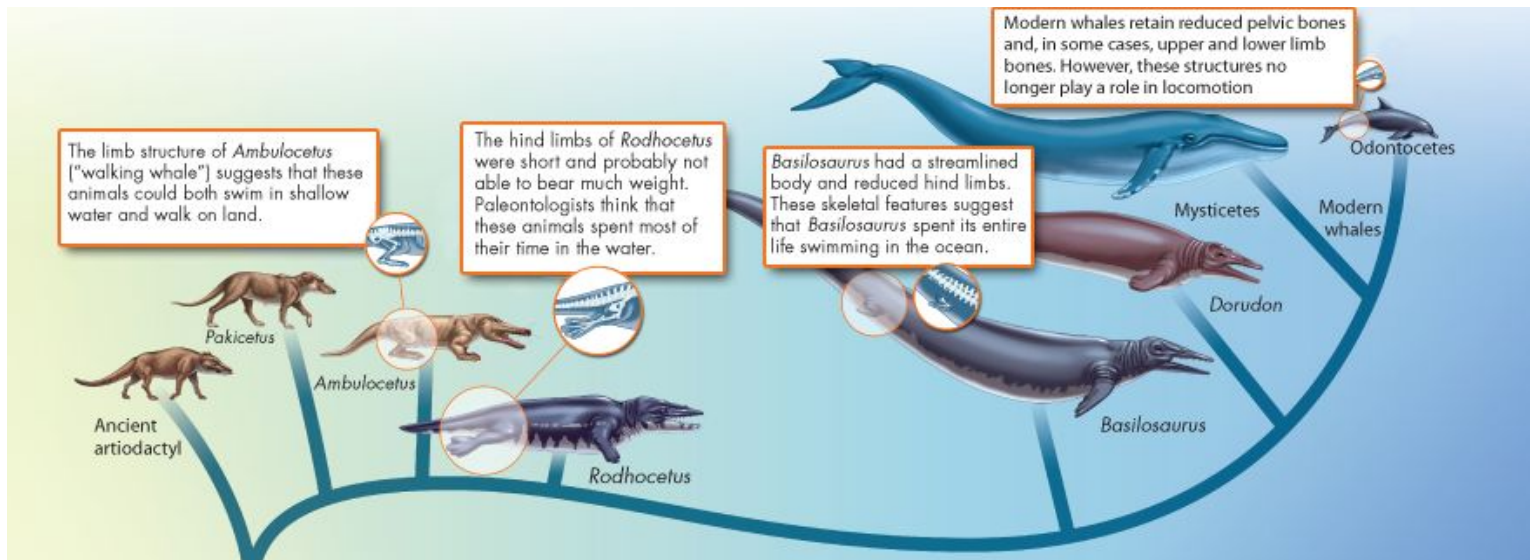 Modern whales retain reduced pelvic bones
and, in some cases, upper and lower limb
bones. However, these structures no
longer play a role in locomotion
The limb structure of Ambulocetus
("walking whale") suggests that these
animals could both swim in shallow
water and walk on land.
The hind limbs of Rodhocetus
were short and probably not
able to bear much weight.
Paleontologists think that
these animals spent most of
their time in the water.
Basilosaurus had a streamlined
body and reduced hind limbs.
These skeletal features suggest
that Basilosaurus spent its entire
life swimming in the ocean.
Odontocetes
Mysticetes
Modern
whales
Dorudon
Pakicetus
Ambulocetus
Ancient
artiodactyl
Basilosaurus
Rodhocetus